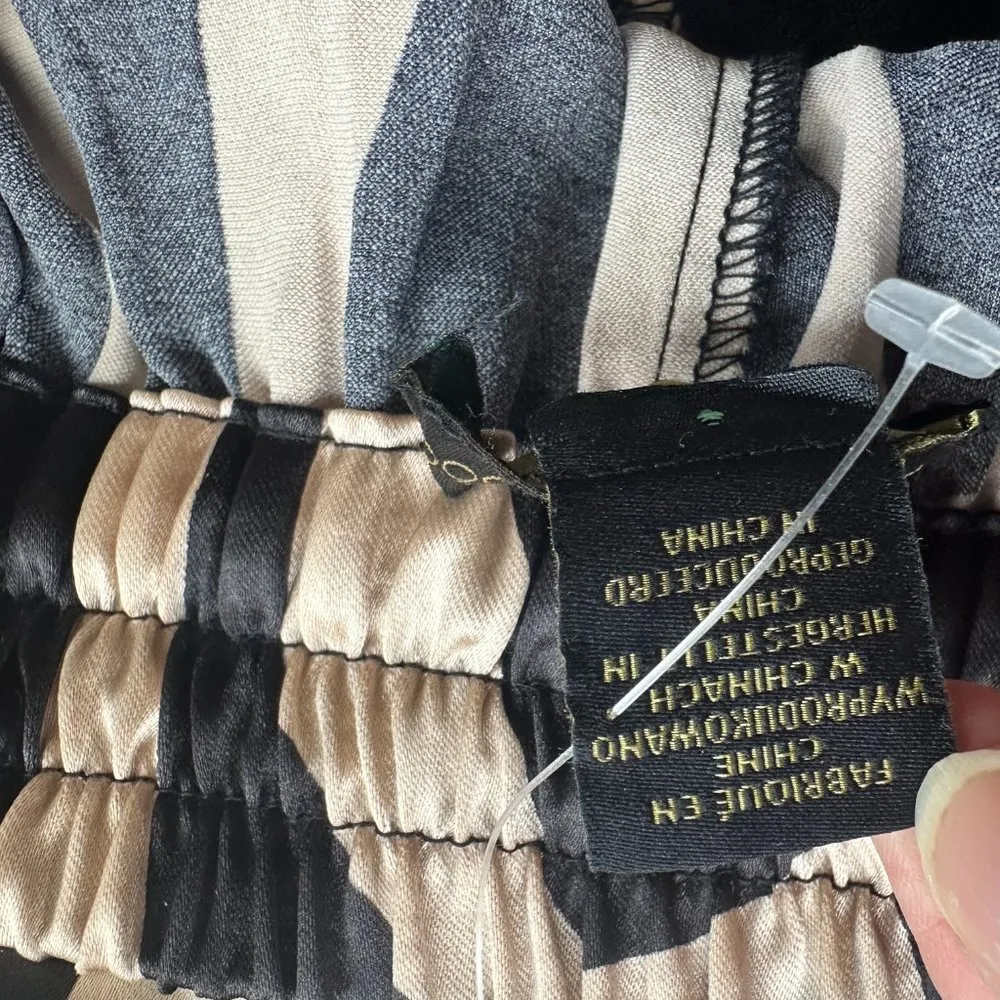 FABRIQUÉ EN
CHINE
WYPRODUKOWANO
W CHINACH
HERGESTELLT IN
CHINA
GEPRODUCEERD
IN CHINA